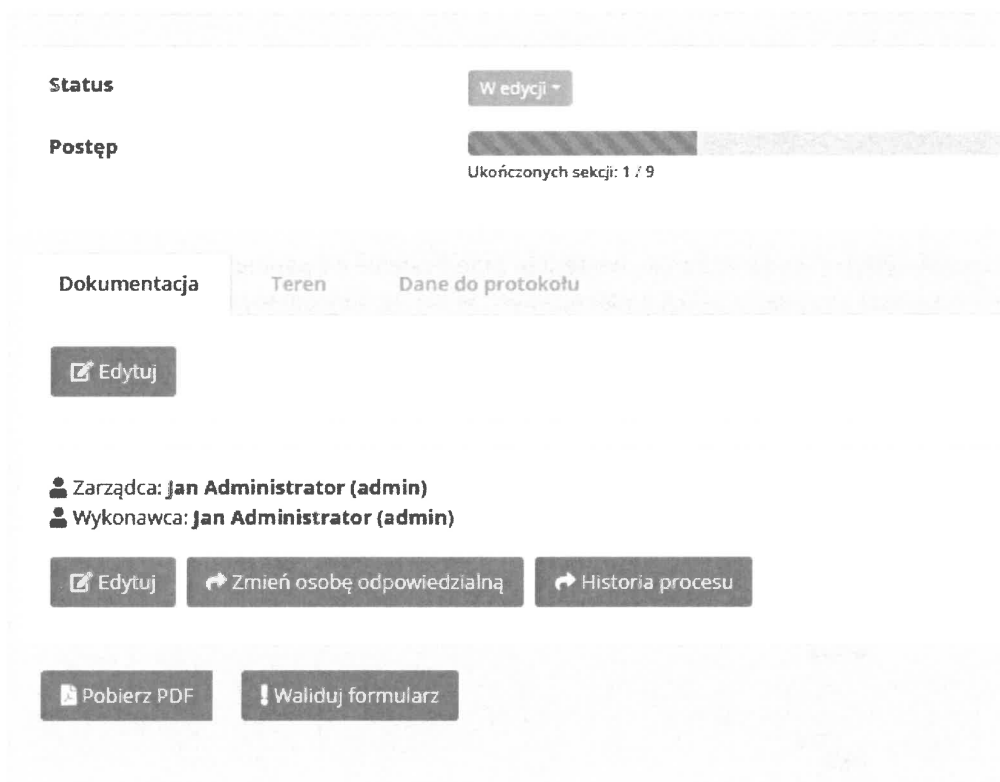 Status
W edycji
Postęp
Ukończonych sekcji: 1 / 9
Dokumentacja Teren Dane do protokołu
Edytuj
Zarządca: Jan Administrator (admin)
Wykonawca: Jan Administrator (admin)
Edytuj Zmień osobę odpowiedzialną Historia procesu
Pobierz PDF Waliduj formularz